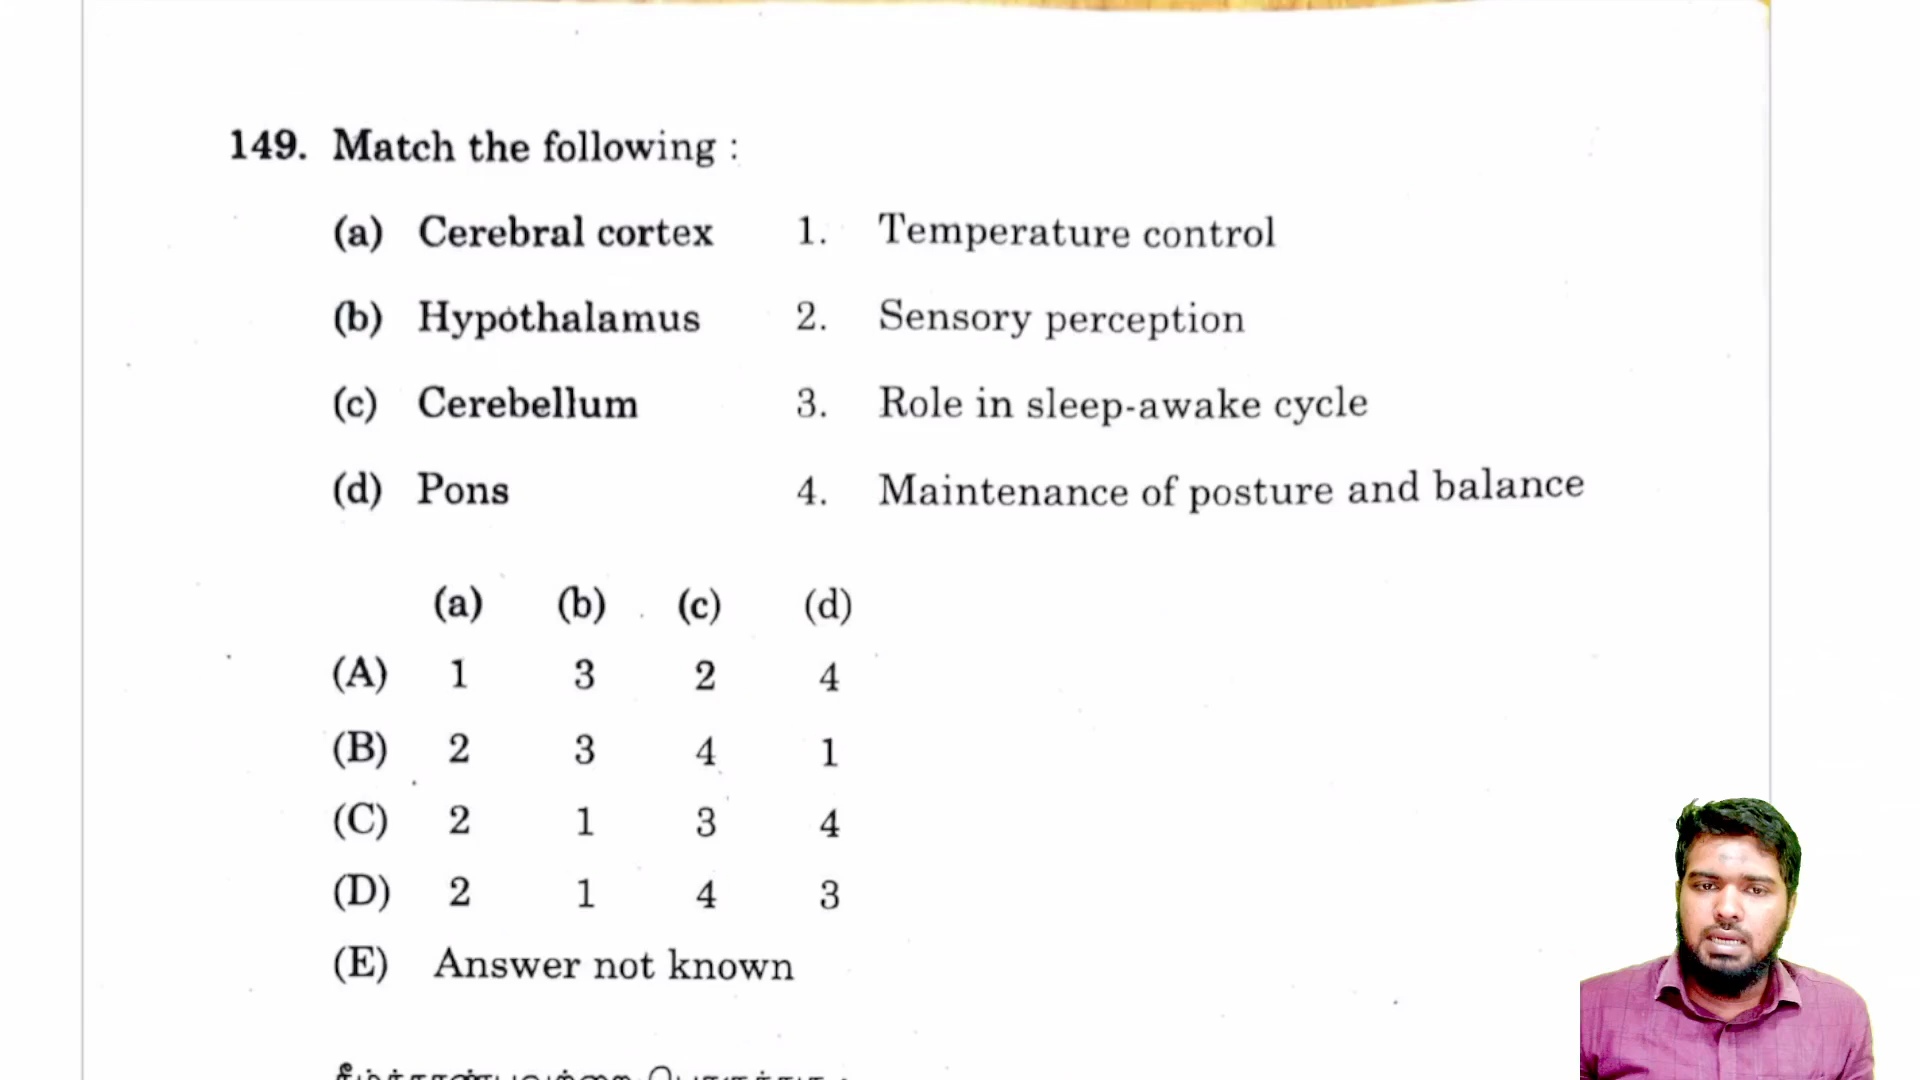 149. Match the following :
(a) Cerebral cortex 1. Temperature control
(b) Hypothalamus 2. Sensory perception
(c) Cerebellum 3. Role in sleep-awake cycle
(d) Pons 4. Maintenance of posture and balance
(a) (b) (c) (d)
(A) 1 3 2 4
(B) 2 3 4 1
(C) 2 1 3 4
(D) 2 1 4 3
(E) Answer not known